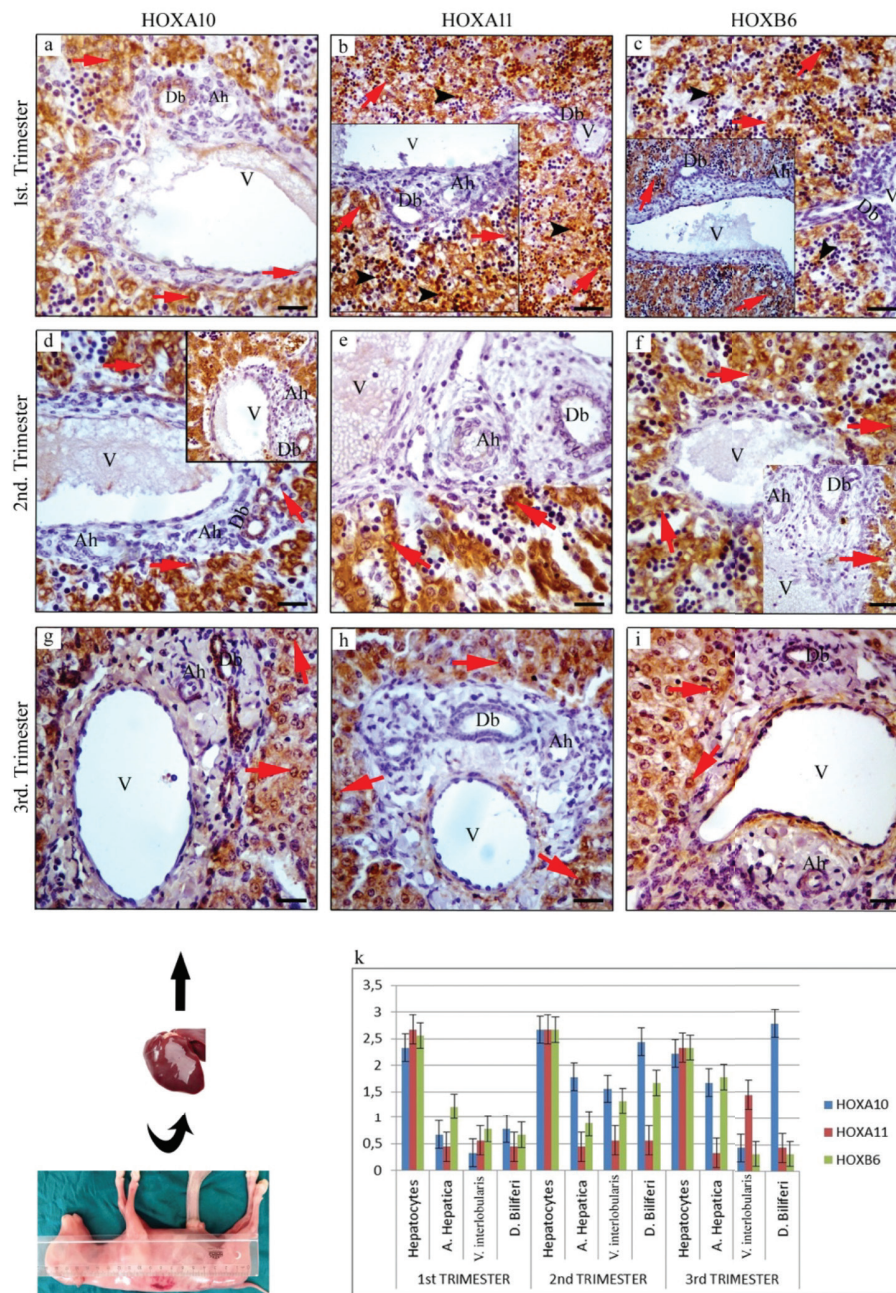 HOXA10 HOXA11 HOXB6
1st. Trimester
a Db Ah V
b Db V V Ah Db
c Db Ah V V Db
2nd. Trimester
d V Ah Db V Ah Ah Db
e V Ah Db
f V Ah Db V
3rd. Trimester
g Ah Db V
h Db Ah V
i Db V Ah
k
3,5
3
2,5
2
1,5
1
0,5
0
HOXA10
HOXA11
HOXB6
Hepatocytes A. Hepatica V. interlobularis D. Biliferi Hepatocytes A. Hepatica V. interlobularis D. Biliferi Hepatocytes A. Hepatica V. interlobularis D. Biliferi
1st TRIMESTER 2nd TRIMESTER 3rd TRIMESTER